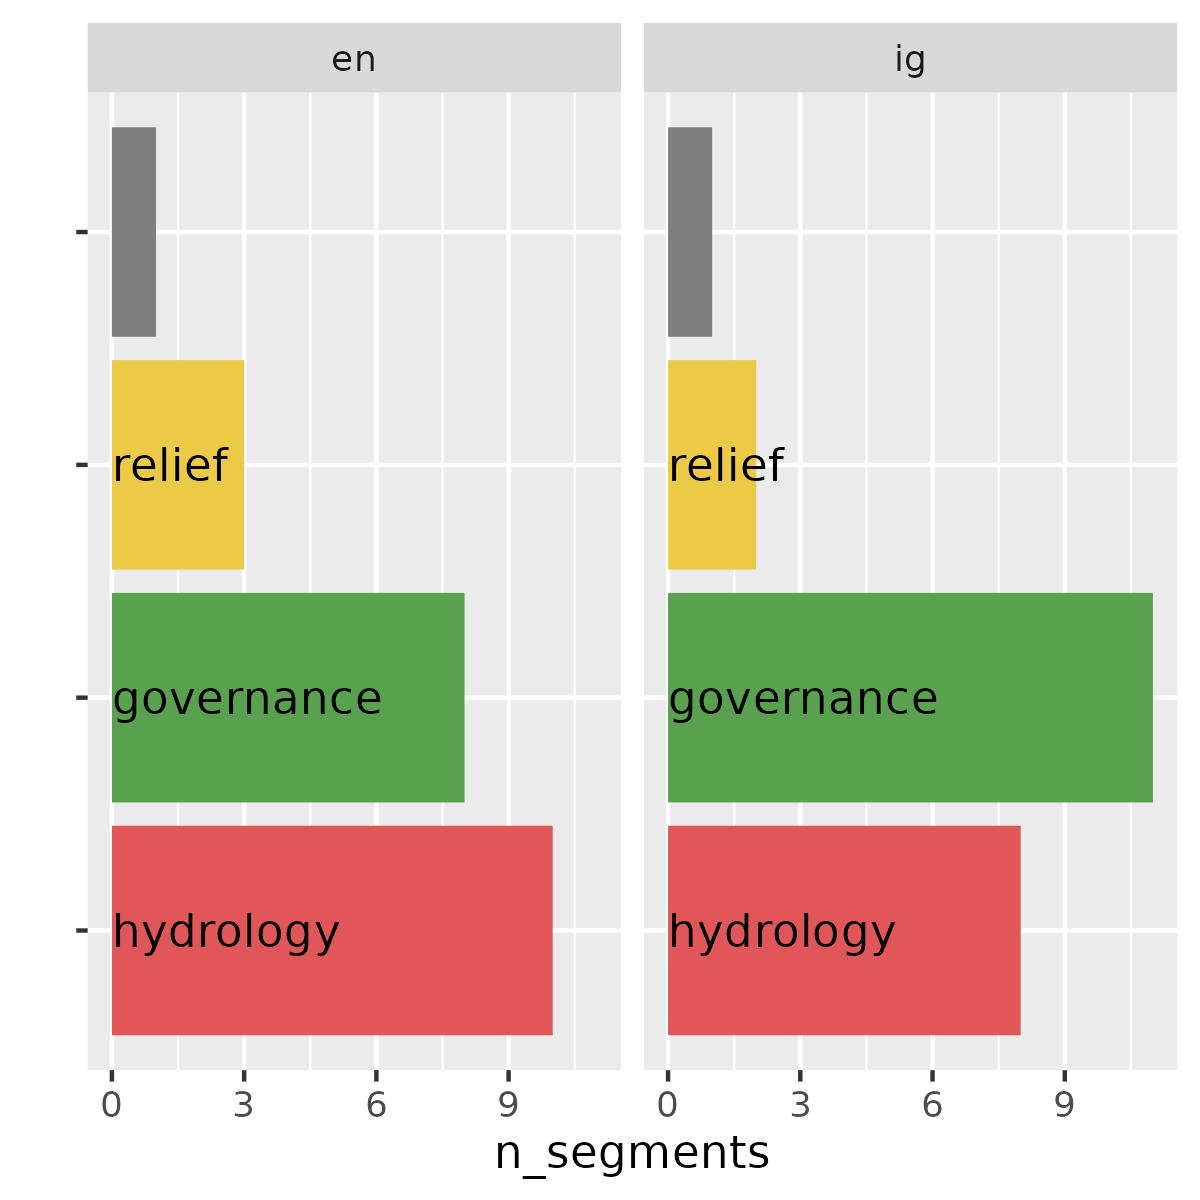 en
ig
relief
relief
governance
governance
hydrology
hydrology
0 3 6 9
0 3 6 9
n_segments